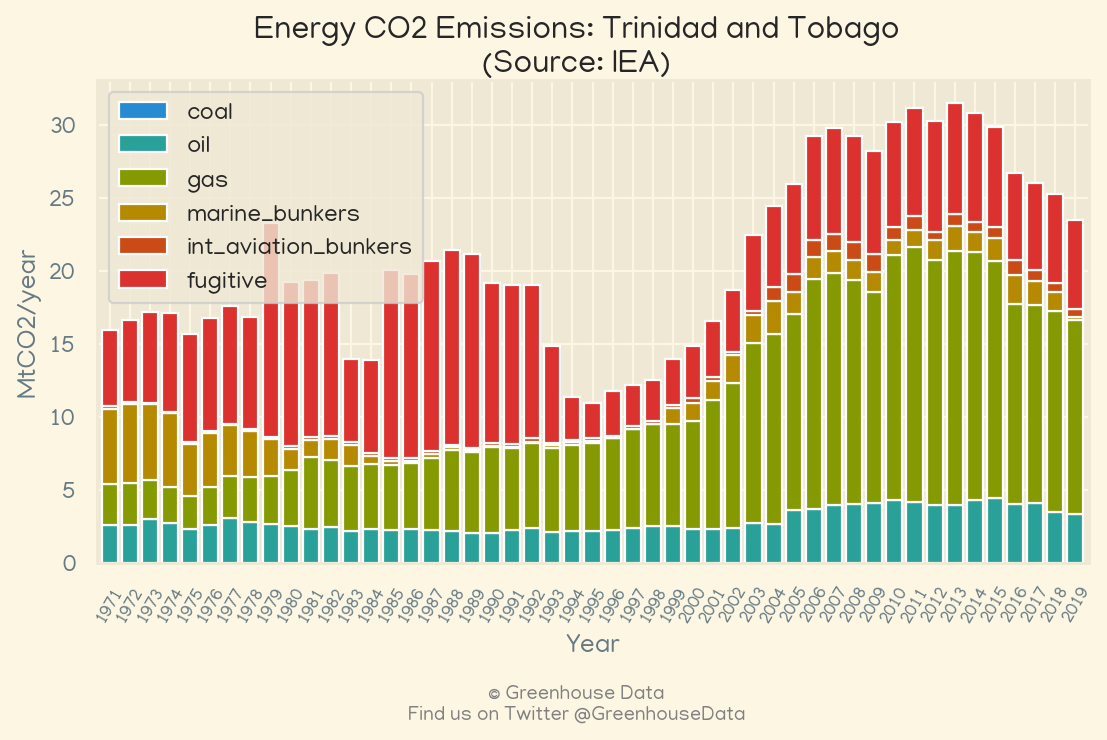 Energy CO2 Emissions: Trinidad and Tobago
(Source: IEA)
coal
oil
gas
marine_bunkers
int_aviation_bunkers
fugitive
MtCO2/year
30
25
20
15
10
5
0
1971 1972 1973 1974 1975 1976 1977 1978 1979 1980 1981 1982 1983 1984 1985 1986 1987 1988 1989 1990 1991 1992 1993 1994 1995 1996 1997 1998 1999 2000 2001 2002 2003 2004 2005 2006 2007 2008 2009 2010 2011 2012 2013 2014 2015 2016 2017 2018 2019
Year
© Greenhouse Data
Find us on Twitter @GreenhouseData